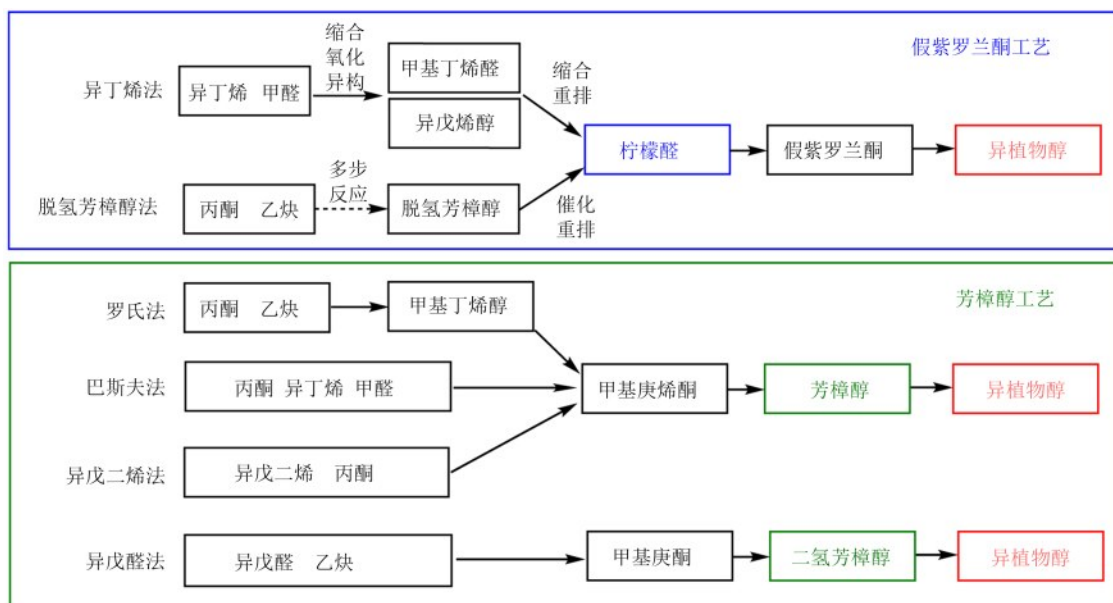 假紫罗兰酮工艺
缩合
氧化
异构
异丁烯法
异丁烯 甲醛
甲基丁烯醛
异戊烯醇
缩合
重排
柠檬醛
假紫罗兰酮
异植物醇
多步
反应
脱氢芳樟醇法
丙酮 乙炔
脱氢芳樟醇
催化
重排
芳樟醇工艺
罗氏法
丙酮 乙炔
甲基丁烯醇
巴斯夫法
丙酮 异丁烯 甲醛
甲基庚烯酮
芳樟醇
异植物醇
异戊二烯法
异戊二烯 丙酮
异戊醛法
异戊醛 乙炔
甲基庚酮
二氢芳樟醇
异植物醇